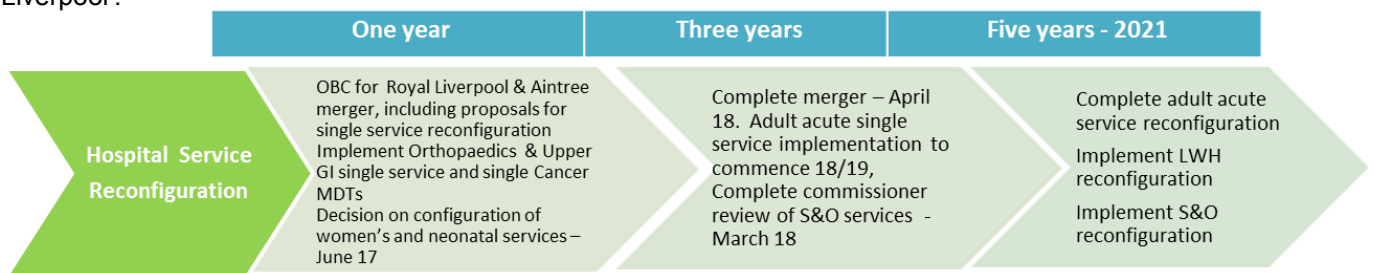 Liverpool.
One year
Three years
Five years - 2021
Hospital Service
Reconfiguration
OBC for Royal Liverpool & Aintree
merger, including proposals for
single service reconfiguration
Implement Orthopaedics & Upper
GI single service and single Cancer
MDTs
Decision on configuration of
women's and neonatal services –
June 17
Complete merger – April
18. Adult acute single
service implementation to
commence 18/19,
Complete commissioner
review of S&O services -
March 18
Complete adult acute
service reconfiguration
Implement LWH
reconfiguration
Implement S&O
reconfiguration